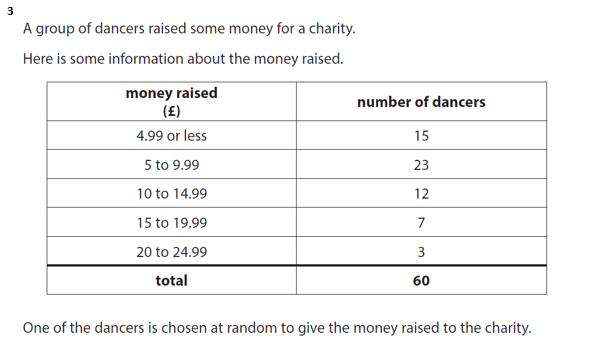 3
A group of dancers raised some money for a charity.
Here is some information about the money raised.
money raised
(£)
number of dancers
4.99 or less 15
5 to 9.99 23
10 to 14.99 12
15 to 19.99 7
20 to 24.99 3
total 60
One of the dancers is chosen at random to give the money raised to the charity.